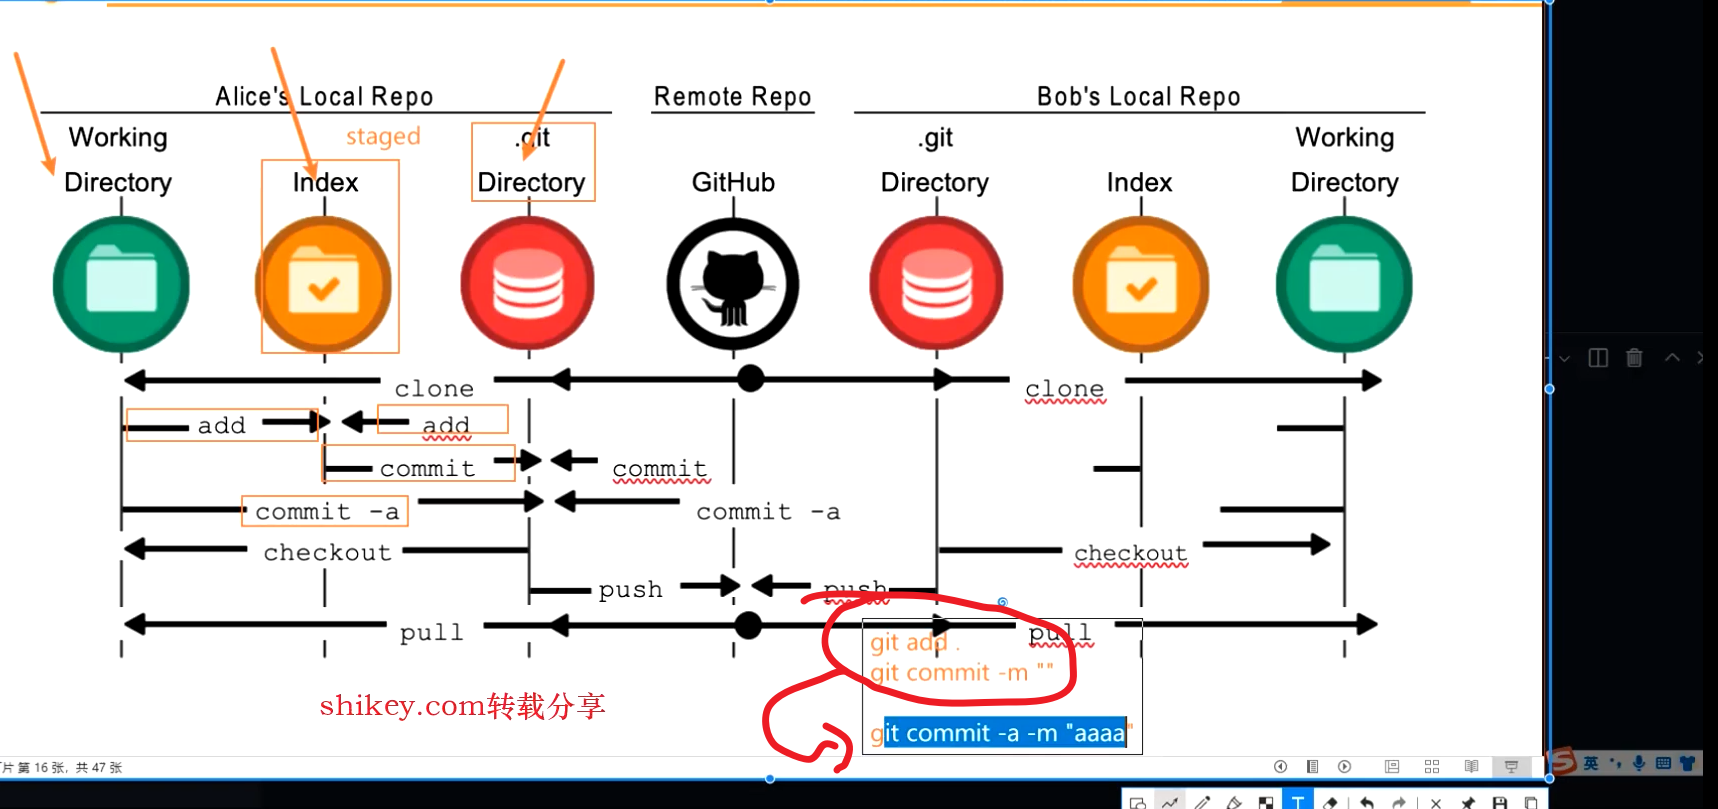 Alice's Local Repo
Remote Repo
Bob's Local Repo
Working
staged
.git
.git
Working
Directory
Index
Directory
GitHub
Directory
Index
Directory
clone
clone
add
add
commit
commit
commit -a
commit -a
checkout
checkout
push
push
pull
pull
git add .
git commit -m ""
shikey.com转载分享
git commit -a -m "aaaa"
片 第 16 张，共 47 张
英